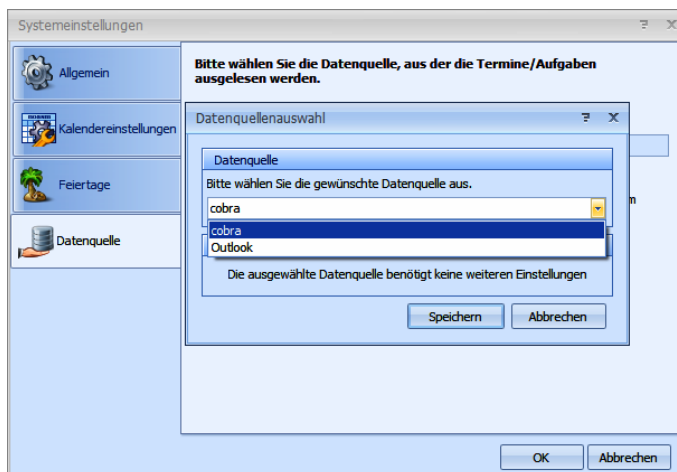 Systemeinstellungen
Allgemein
Kalendereinstellungen
Feiertage
Datenquelle
Bitte wählen Sie die Datenquelle, aus der die Termine/Aufgaben
ausgelesen werden.
Datenquellenauswahl
Datenquelle
Bitte wählen Sie die gewünschte Datenquelle aus.
cobra
cobra
Outlook
Die ausgewählte Datenquelle benötigt keine weiteren Einstellungen
Speichern
Abbrechen
OK
Abbrechen